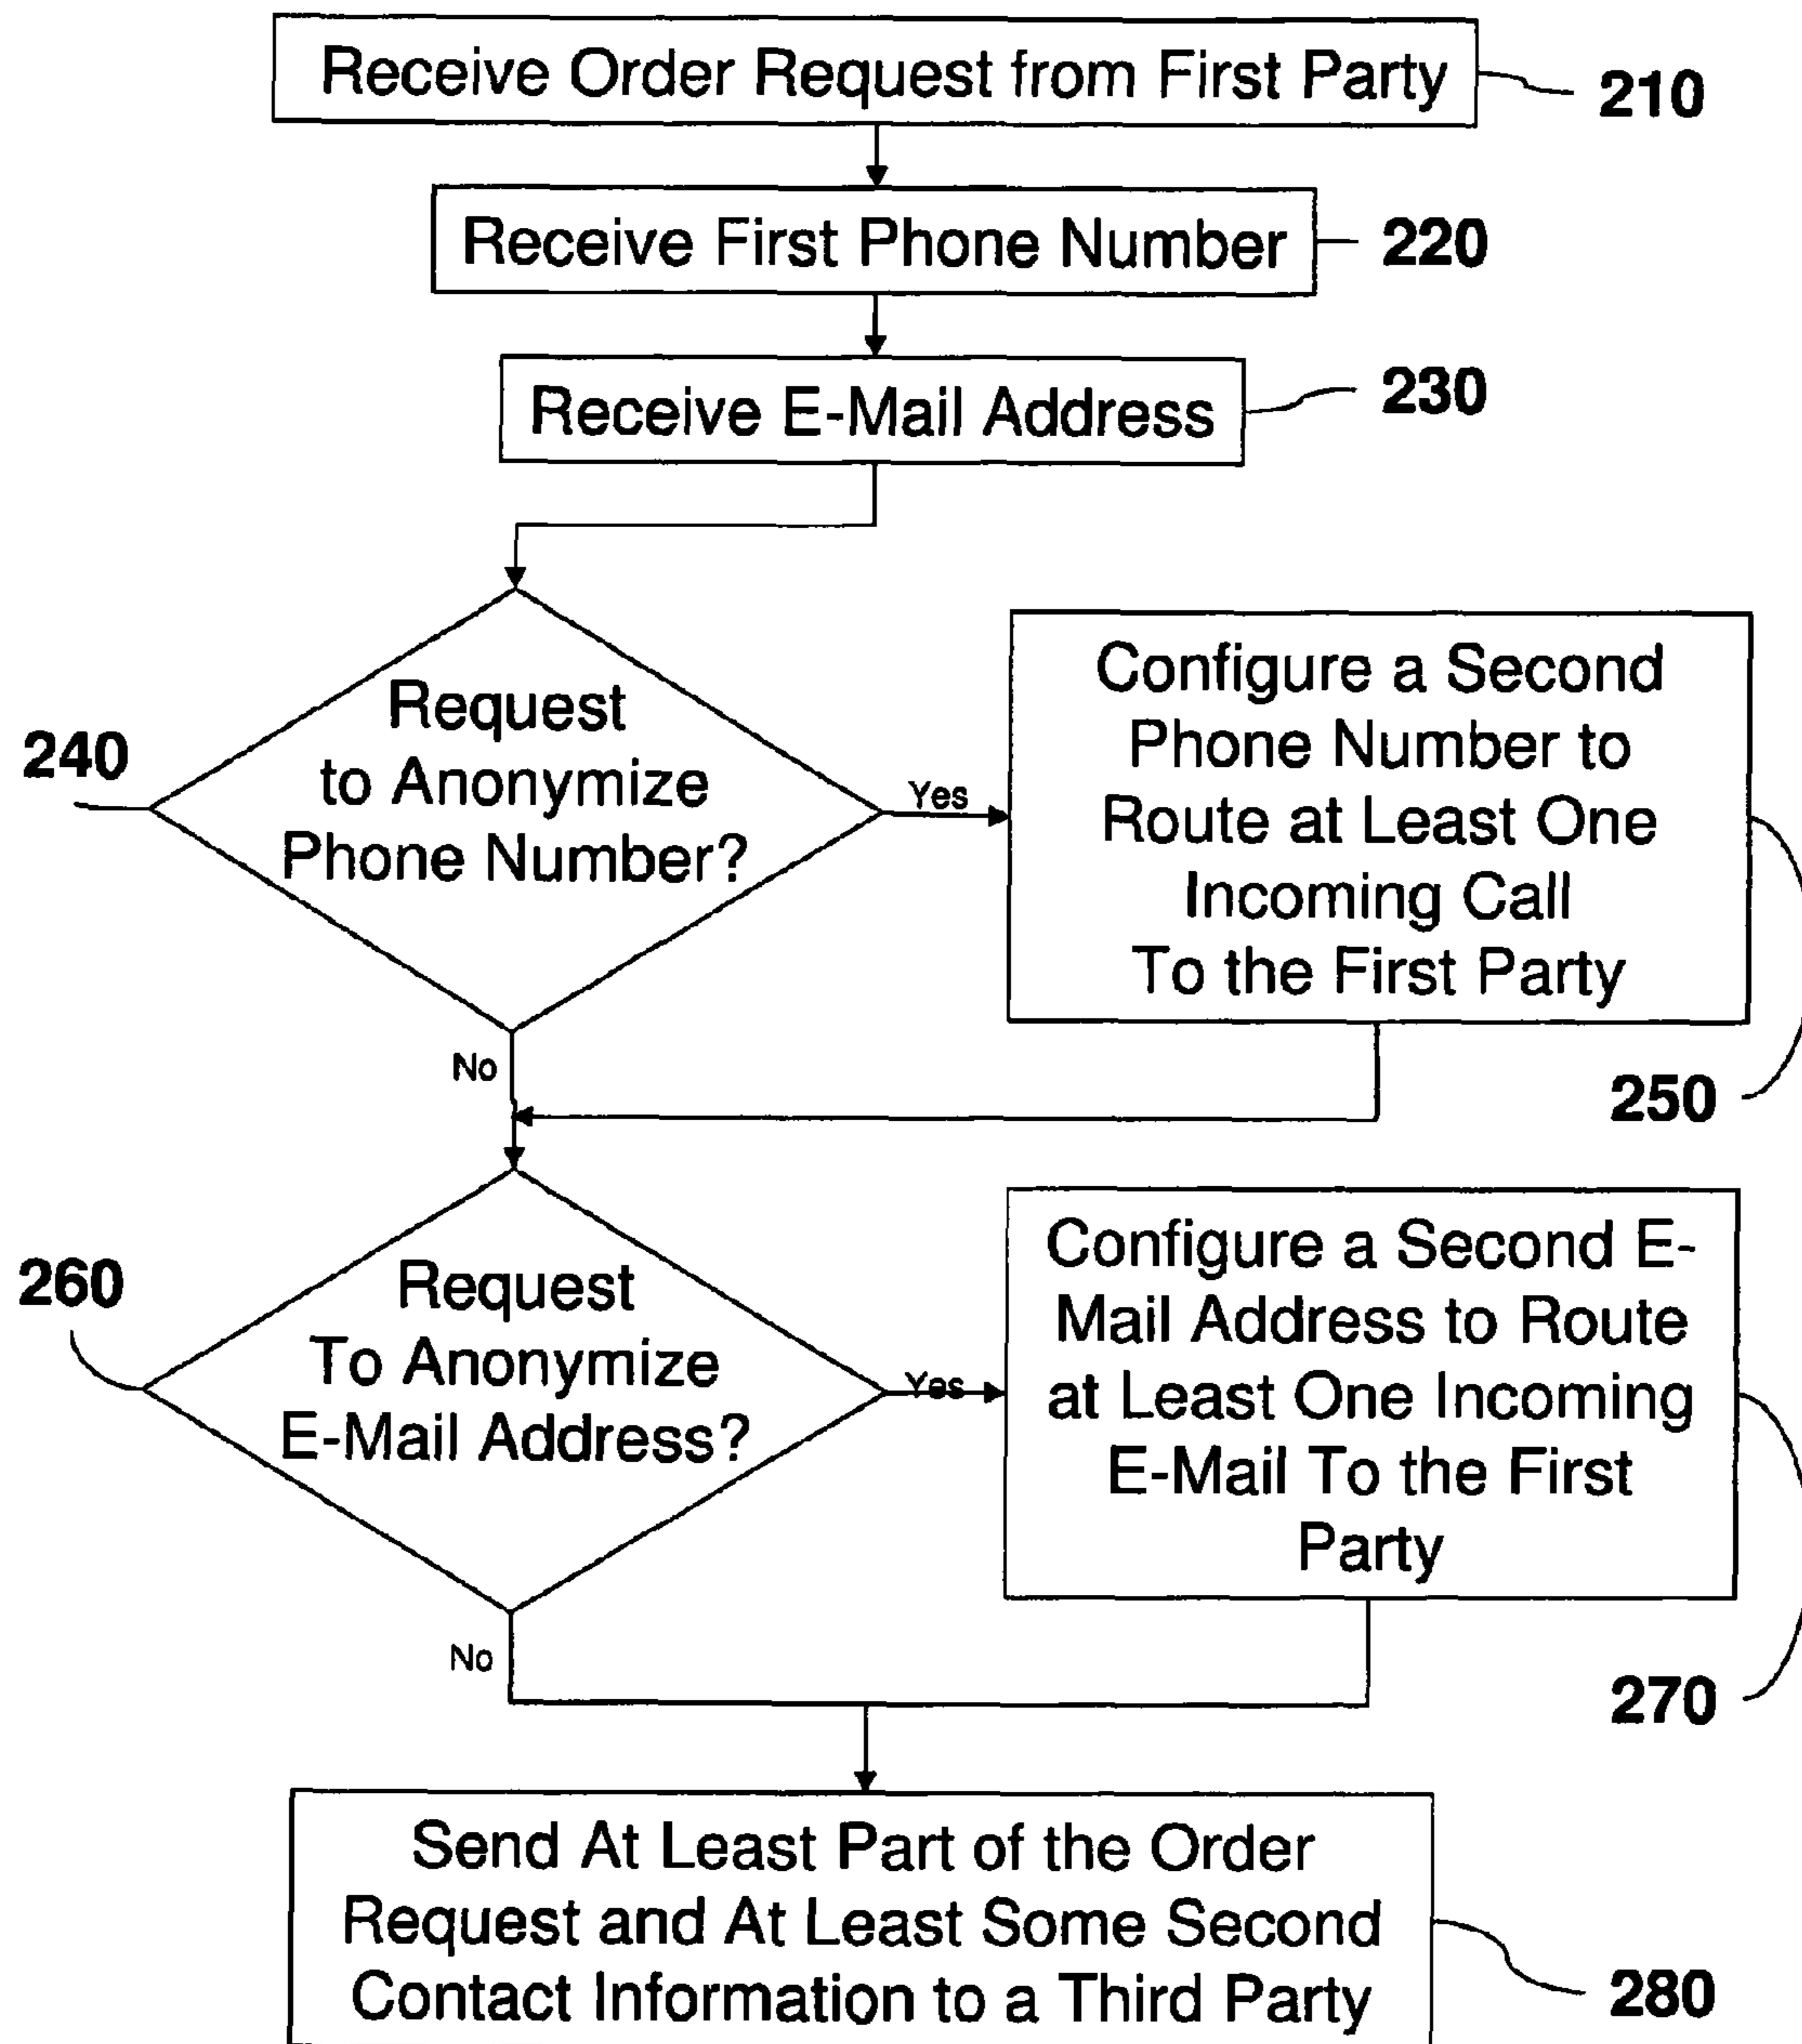 Receive Order Request from First Party
210
Receive First Phone Number
220
Receive E-Mail Address
230
240
Request
to Anonymize
Phone Number?
Yes
Configure a Second
Phone Number to
Route at Least One
Incoming Call
To the First Party
250
No
260
Request
To Anonymize
E-Mail Address?
Yes
Configure a Second E-
Mail Address to Route
at Least One Incoming
E-Mail To the First
Party
270
No
Send At Least Part of the Order
Request and At Least Some Second
Contact Information to a Third Party
280